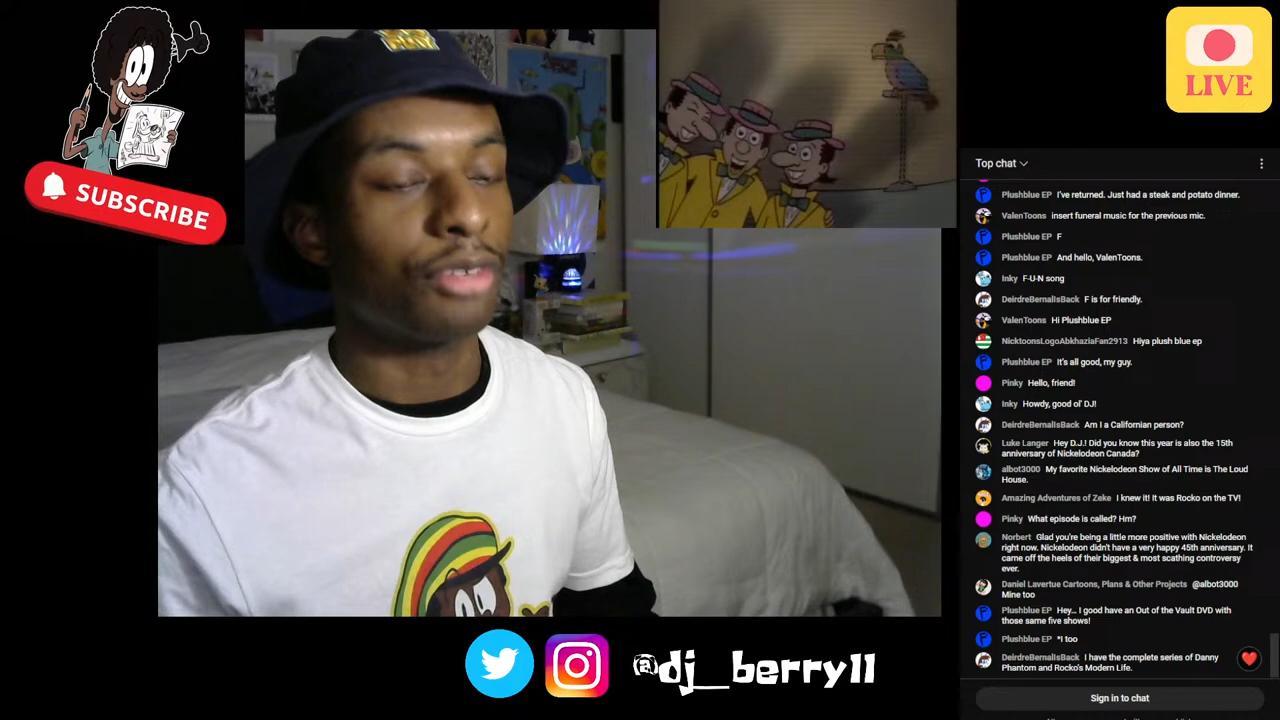 LIVE
SUBSCRIBE
Top chat
Plushblue EP I've returned. Just had a steak and potato dinner.
ValenToons insert funeral music for the previous mic.
Plushblue EP F
Plushblue EP And hello, ValenToons.
Inky F-U-N song
DeirdreBernalIsBack F is for friendly.
ValenToons Hi Plushblue EP
NicktoonsLogoAbkhaziaFan2913 Hiya plush blue ep
Plushblue EP It's all good, my guy.
Pinky Hello, friend!
Inky Howdy, good ol' DJ!
DeirdreBernalIsBack Am I a Californian person?
Luke Langer Hey D.J.! Did you know this year is also the 15th
anniversary of Nickelodeon Canada?
albot3000 My favorite Nickelodeon Show of All Time is The Loud
House.
Amazing Adventures of Zeke I knew it! It was Rocko on the TV!
Pinky What episode is called? Hm?
Norbert Glad you're being a little more positive with Nickelodeon
right now. Nickelodeon didn't have a very happy 45th anniversary. It
came off the heels of their biggest & most scathing controversy
ever.
Daniel Lavertue Cartoons, Plans & Other Projects @albot3000
Mine too
Plushblue EP Hey... I good have an Out of the Vault DVD with
those same five shows!
Plushblue EP *I too
DeirdreBernalIsBack I have the complete series of Danny
Phantom and Rocko's Modern Life.
Sign in to chat
@dj_berry11